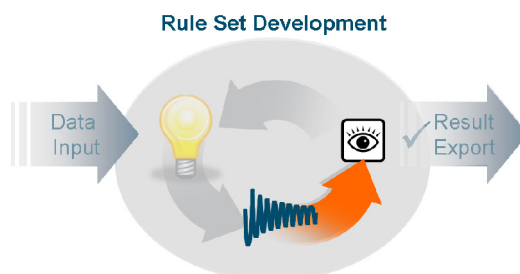 Rule Set Development
Data
Input
Result
Export